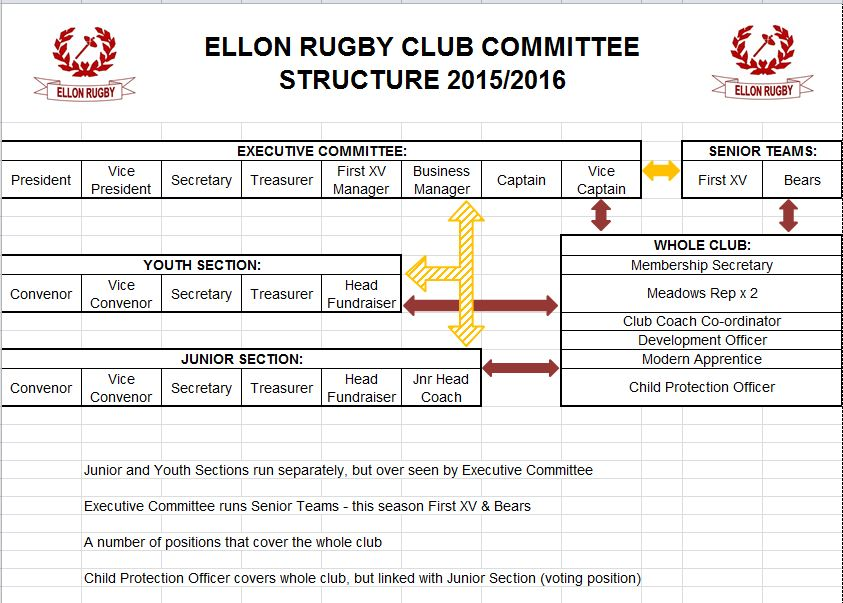 ELLON RUGBY CLUB COMMITTEE
STRUCTURE 2015/2016
ELLON RUGBY
ELLON RUGBY
EXECUTIVE COMMITTEE:
President
Vice
President
Secretary
Treasurer
First XV
Manager
Business
Manager
Captain
Vice
Captain
SENIOR TEAMS:
First XV
Bears
WHOLE CLUB:
Membership Secretary
Meadows Rep x 2
Club Coach Co-ordinator
Development Officer
Modern Apprentice
Child Protection Officer
YOUTH SECTION:
Convenor
Vice
Convenor
Secretary
Treasurer
Head
Fundraiser
JUNIOR SECTION:
Convenor
Vice
Convenor
Secretary
Treasurer
Head
Fundraiser
Jnr Head
Coach
Junior and Youth Sections run separately, but over seen by Executive Committee
Executive Committee runs Senior Teams - this season First XV & Bears
A number of positions that cover the whole club
Child Protection Officer covers whole club, but linked with Junior Section (voting position)